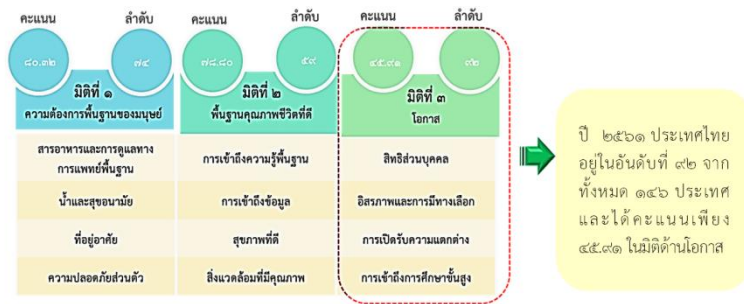 คะแนน ลำดับ คะแนน ลำดับ คะแนน ลำดับ
๘๐.๓๒ ๗๔ ๗๘.๘๐ ๕๙ ๔๕.๙๑ ๙๒
มิติที่ ๑
ความต้องการพื้นฐานของมนุษย์
สารอาหารและการดูแลทาง
การแพทย์พื้นฐาน
น้ำและสุขอนามัย
ที่อยู่อาศัย
ความปลอดภัยส่วนตัว
มิติที่ ๒
พื้นฐานคุณภาพชีวิตที่ดี
การเข้าถึงความรู้พื้นฐาน
การเข้าถึงข้อมูล
สุขภาพที่ดี
สิ่งแวดล้อมที่มีคุณภาพ
มิติที่ ๓
โอกาส
สิทธิส่วนบุคคล
อิสรภาพและการมีทางเลือก
การเปิดรับความแตกต่าง
การเข้าถึงการศึกษาขั้นสูง
ปี ๒๕๖๑ ประเทศไทย
อยู่ในอันดับที่ ๙๒ จาก
ทั้งหมด ๑๔๖ ประเทศ
และได้คะแนนเพียง
๔๕.๙๑ ในมิติด้านโอกาส